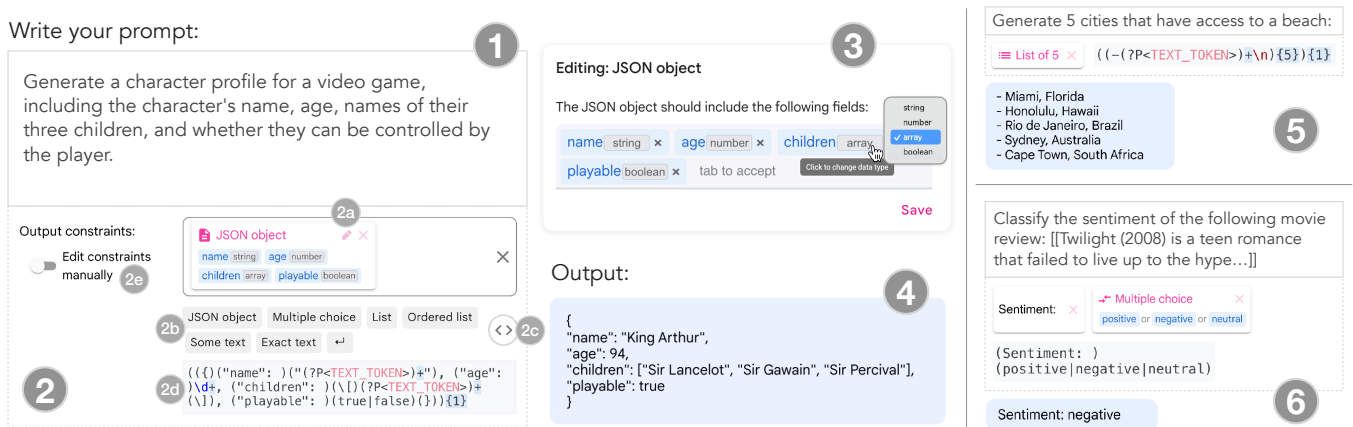 Write your prompt:
1
Generate a character profile for a video game,
including the character's name, age, names of their
three children, and whether they can be controlled by
the player.
Output constraints:
Edit constraints
manually
2e
2a
JSON object
name string age number
children array playable boolean
2b
JSON object Multiple choice List Ordered list
Some text Exact text ↵
< >
2c
2
2d
(({)("name": )("(?P<TEXT_TOKEN>)+"), ("age":
)\d+, ("children": )(\[)(?P<TEXT_TOKEN>)+
(\]), ("playable": )(true|false)(})){1}
3
Editing: JSON object
The JSON object should include the following fields:
name string × age number × children array
playable boolean × tab to accept
string
number
✓ array
boolean
Click to change data type
Save
Output:
4
{
"name": "King Arthur",
"age": 94,
"children": ["Sir Lancelot", "Sir Gawain", "Sir Percival"],
"playable": true
}
Generate 5 cities that have access to a beach:
List of 5 × ((-(?P<TEXT_TOKEN>)+\n){5}){1}
- Miami, Florida
- Honolulu, Hawaii
- Rio de Janeiro, Brazil
- Sydney, Australia
- Cape Town, South Africa
5
Classify the sentiment of the following movie
review: [[Twilight (2008) is a teen romance
that failed to live up to the hype...]]
Sentiment: ×
Multiple choice ×
positive or negative or neutral
(Sentiment: )
(positive|negative|neutral)
6
Sentiment: negative